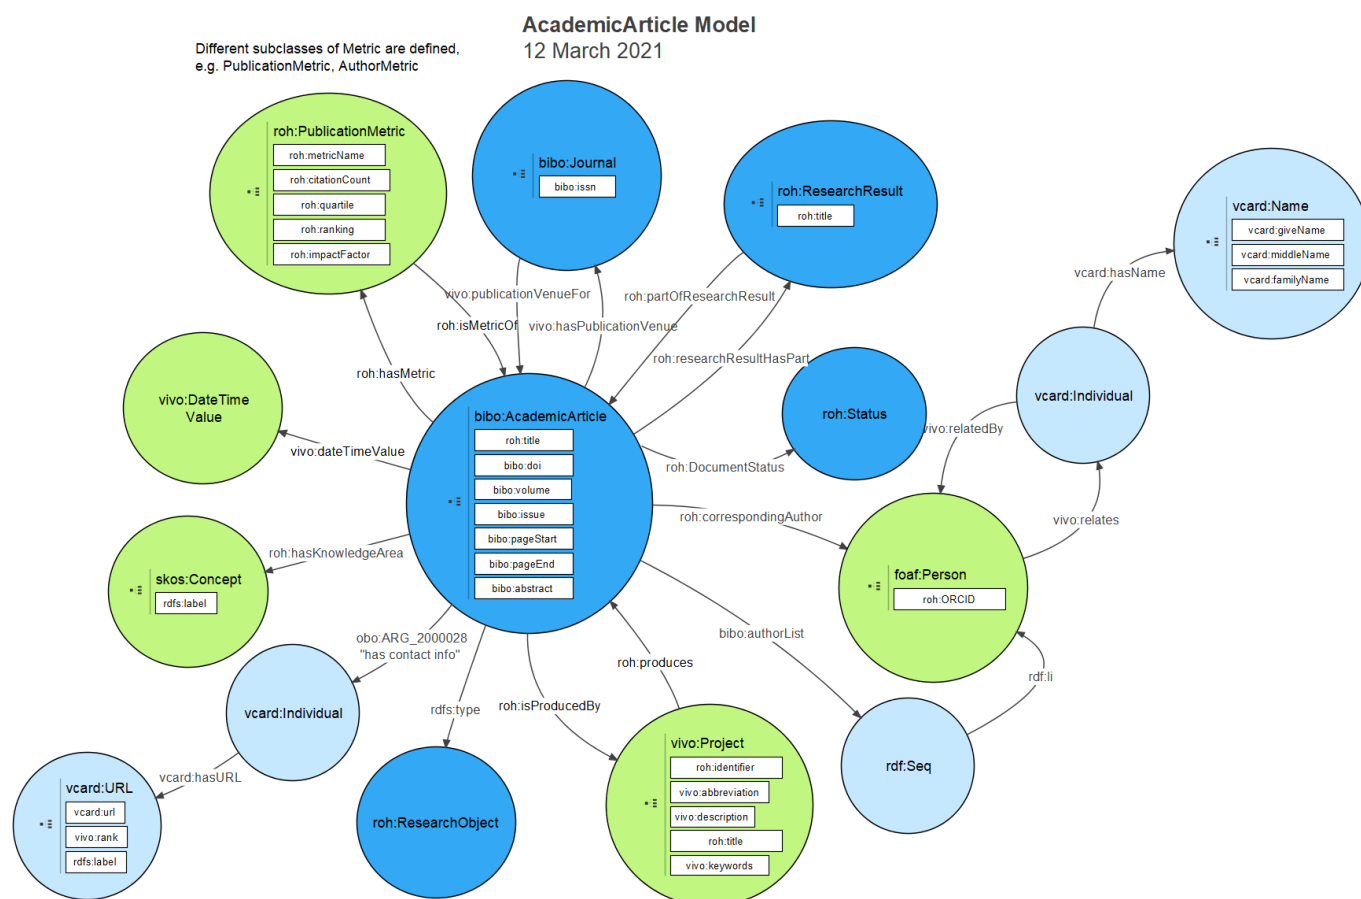 AcademicArticle Model
12 March 2021
Different subclasses of Metric are defined,
e.g. PublicationMetric, AuthorMetric
roh:PublicationMetric
roh:metricName
roh:citationCount
roh:quartile
roh:ranking
roh:impactFactor
bibo:Journal
bibo:issn
roh:ResearchResult
roh:title
vcard:Name
vcard:giveName
vcard:middleName
vcard:familyName
vcard:hasName
vivo:publicationVenueFor
roh:partOfResearchResult
roh:isMetricOf
vivo:hasPublicationVenue
roh:researchResultHasPart
roh:hasMetric
vivo:DateTime
Value
vivo:dateTimeValue
bibo:AcademicArticle
roh:title
bibo:doi
bibo:volume
bibo:issue
bibo:pageStart
bibo:pageEnd
bibo:abstract
roh:Status
roh:DocumentStatus
vcard:Individual
vivo:relatedBy
vivo:relates
roh:correspondingAuthor
foaf:Person
roh:ORCID
roh:hasKnowledgeArea
skos:Concept
rdfs:label
obo:ARG_2000028
"has contact info"
bibo:authorList
roh:produces
rdf:li
vcard:Individual
rdfs:type
roh:isProducedBy
vcard:hasURL
vcard:URL
vcard:url
vivo:rank
rdfs:label
roh:ResearchObject
vivo:Project
roh:identifier
vivo:abbreviation
vivo:description
roh:title
vivo:keywords
rdf:Seq